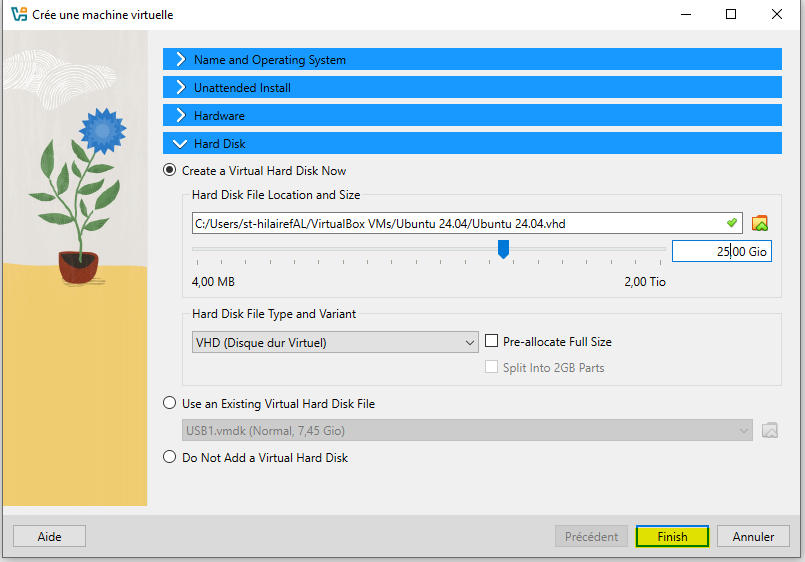 Crée une machine virtuelle
Name and Operating System
Unattended Install
Hardware
Hard Disk
Create a Virtual Hard Disk Now
Hard Disk File Location and Size
C:/Users/st-hilairefAL/VirtualBox VMs/Ubuntu 24.04/Ubuntu 24.04.vhd
25,00 Gio
4,00 MB 2,00 Tio
Hard Disk File Type and Variant
VHD (Disque dur Virtuel) Pre-allocate Full Size
Split Into 2GB Parts
Use an Existing Virtual Hard Disk File
USB1.vmdk (Normal, 7,45 Gio)
Do Not Add a Virtual Hard Disk
Aide Précédent Finish Annuler